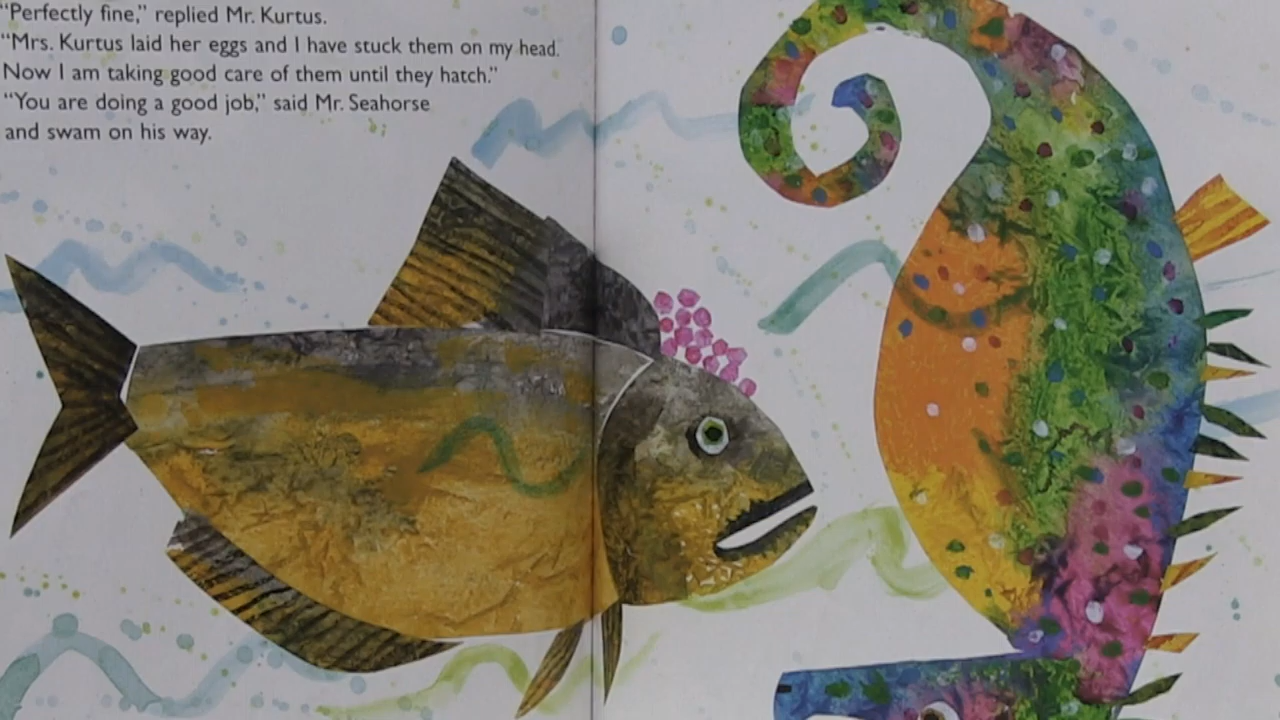 “Perfectly fine,” replied Mr. Kurtus.
“Mrs. Kurtus laid her eggs and I have stuck them on my head.
Now I am taking good care of them until they hatch.”
“You are doing a good job,” said Mr. Seahorse
and swam on his way.